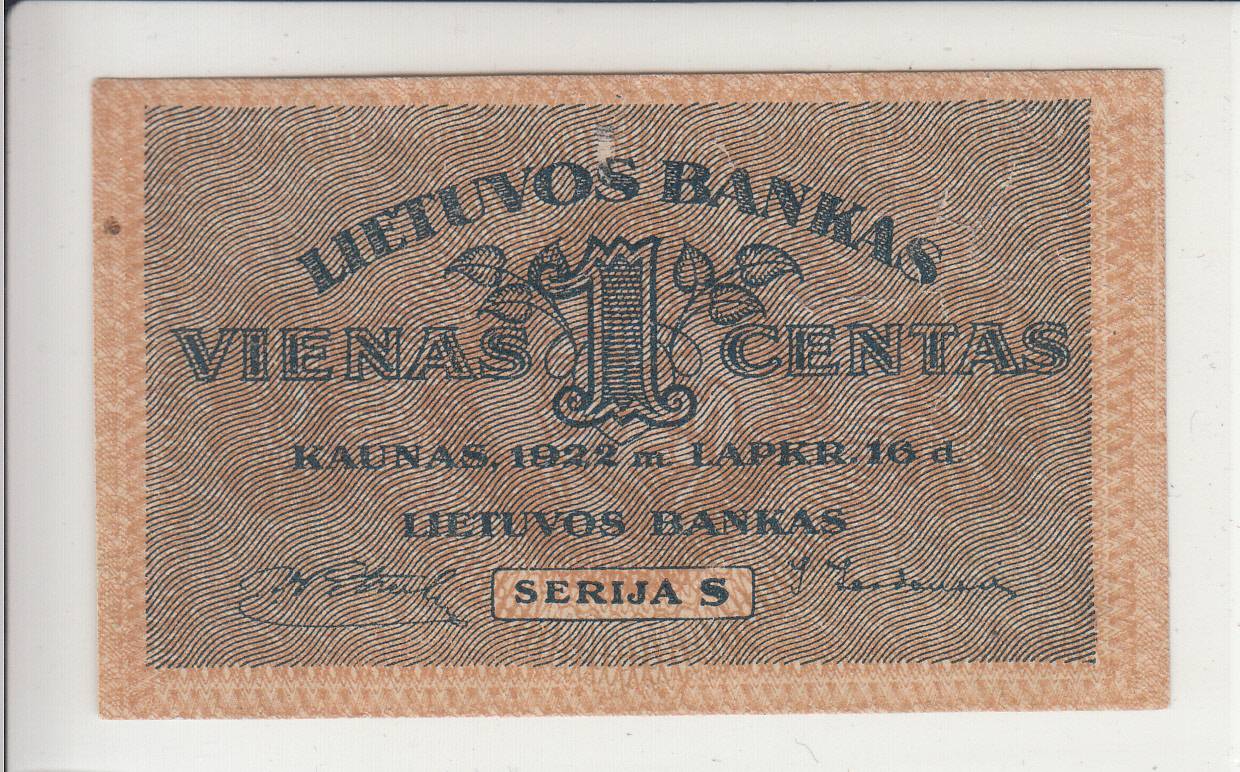 LIETUVOS BANKAS
VIENAS 1 CENTAS
KAUNAS, 1922 m. LAPKR. 16 d.
LIETUVOS BANKAS
SERIJA S